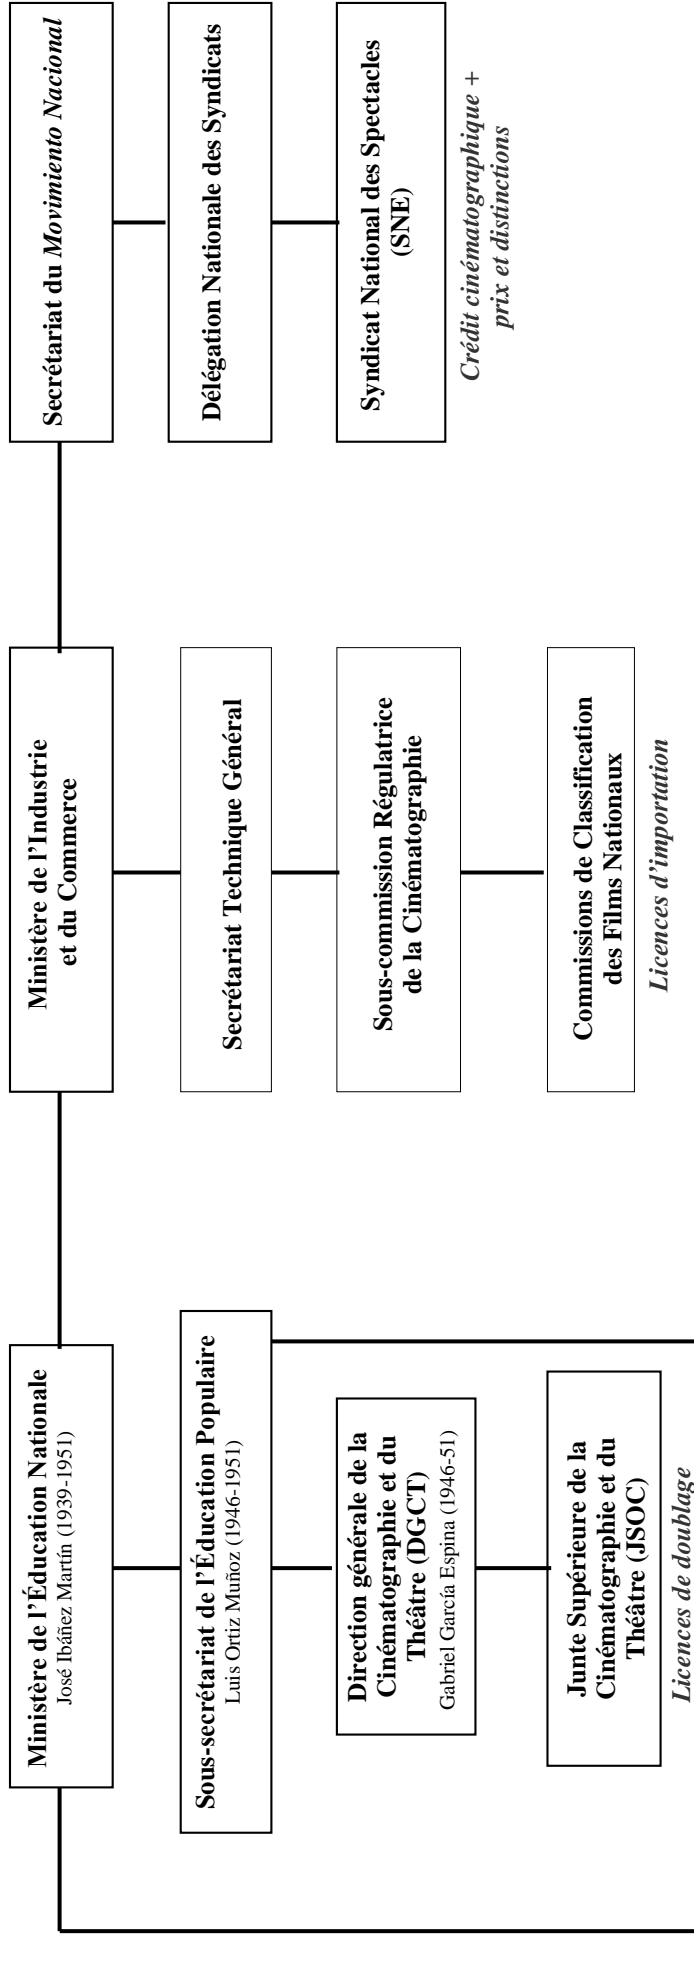 Ministère de l'Éducation Nationale
José Ibáñez Martín (1939-1951)
Sous-secrétariat de l'Éducation Populaire
Luis Ortiz Muñoz (1946-1951)
Direction générale de la
Cinématographie et du
Théâtre (DGCT)
Gabriel García Espina (1946-51)
Junte Supérieure de la
Cinématographie et du
Théâtre (JSOC)
Licences de doublage
Ministère de l'Industrie
et du Commerce
Secrétariat Technique Général
Sous-commission Régulatrice
de la Cinématographie
Commissions de Classification
des Films Nationaux
Licences d'importation
Secrétariat du Movimiento Nacional
Délégation Nationale des Syndicats
Syndicat National des Spectacles
(SNE)
Crédit cinématographique +
prix et distinctions